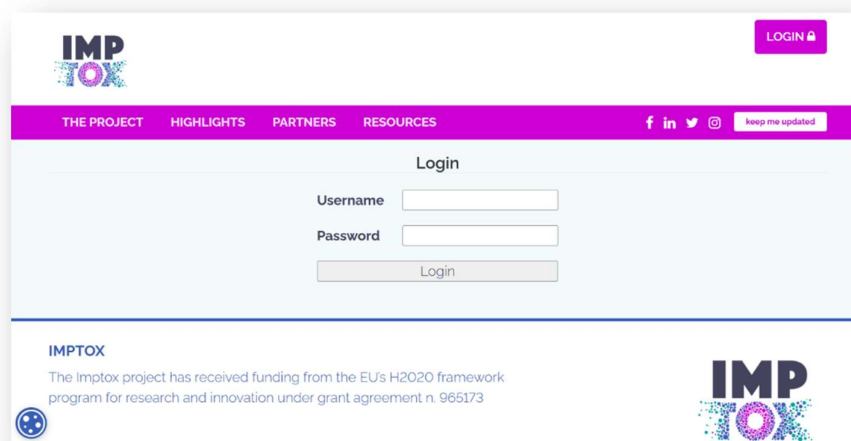 IMP
TOX
LOGIN
THE PROJECT HIGHLIGHTS PARTNERS RESOURCES keep me updated
Login
Username
Password
Login
IMPTOX
The Imptox project has received funding from the EU's H2020 framework
program for research and innovation under grant agreement n. 965173
IMP
TOX